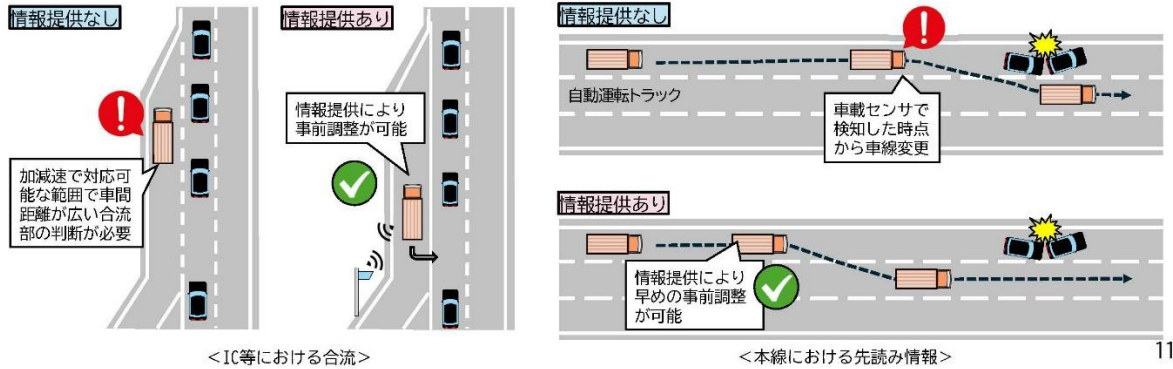 情報提供なし
加減速で対応可
能な範囲で車間
距離が広い合流
部の判断が必要
情報提供あり
情報提供により
事前調整が可能
<IC等における合流>
情報提供なし
自動運転トラック
車載センサで
検知した時点
から車線変更
情報提供あり
情報提供により
早めの事前調整
が可能
<本線における先読み情報>
11